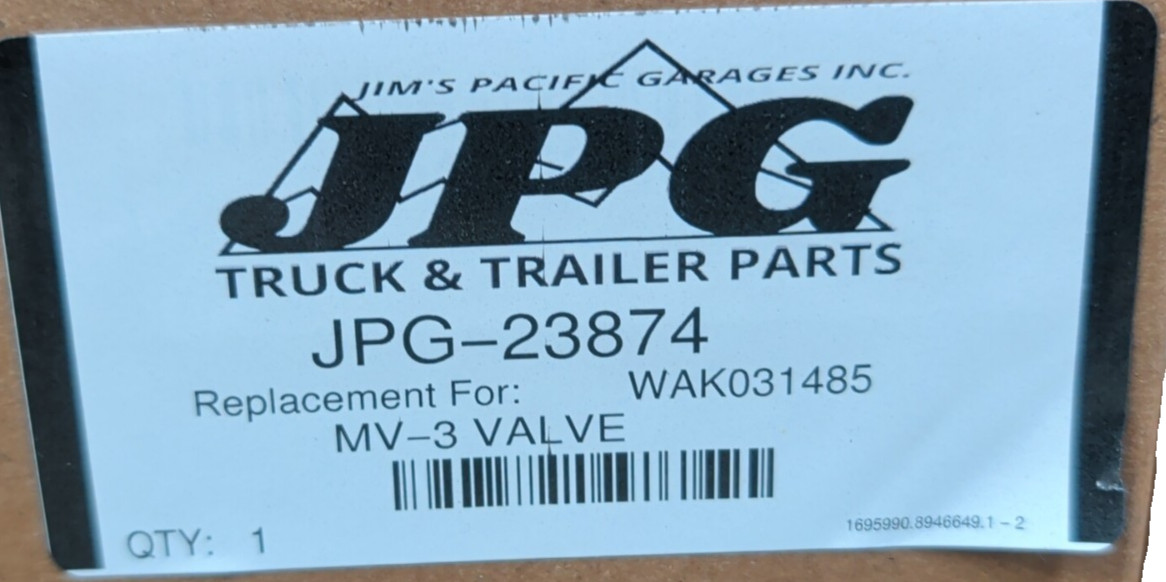 JIM'S PACIFIC GARAGES INC.
JPG
TRUCK & TRAILER PARTS
JPG-23874
Replacement For: WAK031485
MV-3 VALVE
QTY: 1
1695990.8946649.1 - 2